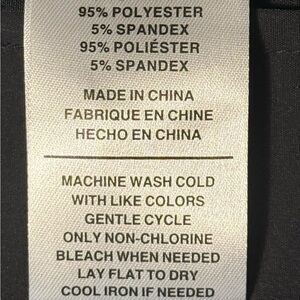 95% POLYESTER
5% SPANDEX
95% POLIÉSTER
5% SPANDEX
MADE IN CHINA
FABRIQUE EN CHINE
HECHO EN CHINA
MACHINE WASH COLD
WITH LIKE COLORS
GENTLE CYCLE
ONLY NON-CHLORINE
BLEACH WHEN NEEDED
LAY FLAT TO DRY
COOL IRON IF NEEDED